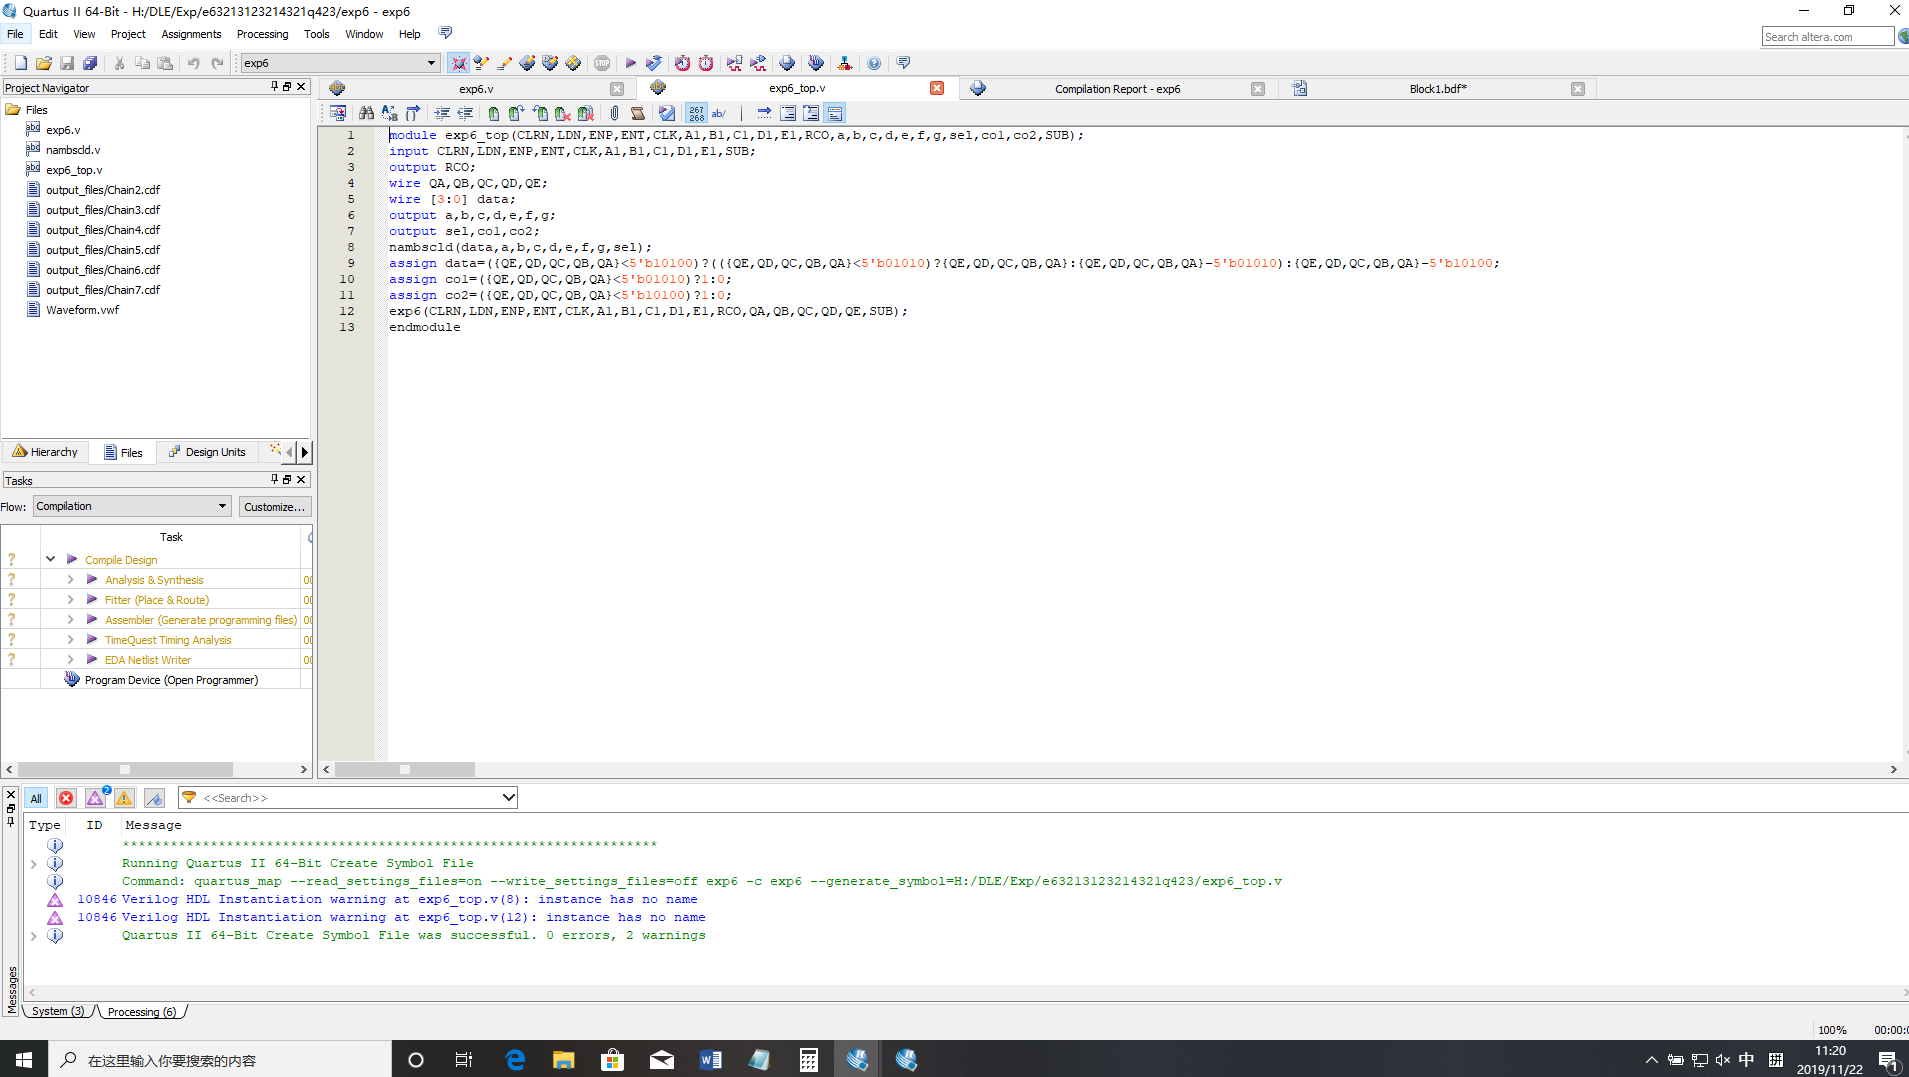 Quartus II 64-Bit - H:/DLE/Exp/e63213123214321q423/exp6 - exp6
File Edit View Project Assignments Processing Tools Window Help
Search altera.com
exp6
Project Navigator
Files
exp6.v
nambscld.v
exp6_top.v
output_files/Chain2.cdf
output_files/Chain3.cdf
output_files/Chain4.cdf
output_files/Chain5.cdf
output_files/Chain6.cdf
output_files/Chain7.cdf
Waveform.vwf
Hierarchy Files Design Units
Tasks
Flow: Compilation Customize...
Task
Compile Design
Analysis & Synthesis 00
Fitter (Place & Route) 00
Assembler (Generate programming files) 00
TimeQuest Timing Analysis 00
EDA Netlist Writer 00
Program Device (Open Programmer)
exp6.v exp6_top.v Compilation Report - exp6 Block1.bdf*
267
268 ab/
1 module exp6_top(CLRN,LDN,ENP,ENT,CLK,A1,B1,C1,D1,E1,RCO,a,b,c,d,e,f,g,sel,co1,co2,SUB);
2 input CLRN,LDN,ENP,ENT,CLK,A1,B1,C1,D1,E1,SUB;
3 output RCO;
4 wire QA,QB,QC,QD,QE;
5 wire [3:0] data;
6 output a,b,c,d,e,f,g;
7 output sel,co1,co2;
8 nambscld(data,a,b,c,d,e,f,g,sel);
9 assign data=({QE,QD,QC,QB,QA}<5'b10100)?(({QE,QD,QC,QB,QA}<5'b01010)?{QE,QD,QC,QB,QA}:{QE,QD,QC,QB,QA}-5'b01010):{QE,QD,QC,QB,QA}-5'b10100;
10 assign co1=({QE,QD,QC,QB,QA}<5'b01010)?1:0;
11 assign co2=({QE,QD,QC,QB,QA}<5'b10100)?1:0;
12 exp6(CLRN,LDN,ENP,ENT,CLK,A1,B1,C1,D1,E1,RCO,QA,QB,QC,QD,QE,SUB);
13 endmodule
All 2 <<Search>>
Type ID Message
*******************************************************************
Running Quartus II 64-Bit Create Symbol File
Command: quartus_map --read_settings_files=on --write_settings_files=off exp6 -c exp6 --generate_symbol=H:/DLE/Exp/e63213123214321q423/exp6_top.v
10846 Verilog HDL Instantiation warning at exp6_top.v(8): instance has no name
10846 Verilog HDL Instantiation warning at exp6_top.v(12): instance has no name
Quartus II 64-Bit Create Symbol File was successful. 0 errors, 2 warnings
Messages
System (3) Processing (6)
100% 00:00:0
在这里输入你要搜索的内容
中 拼
11:20
2019/11/22
1